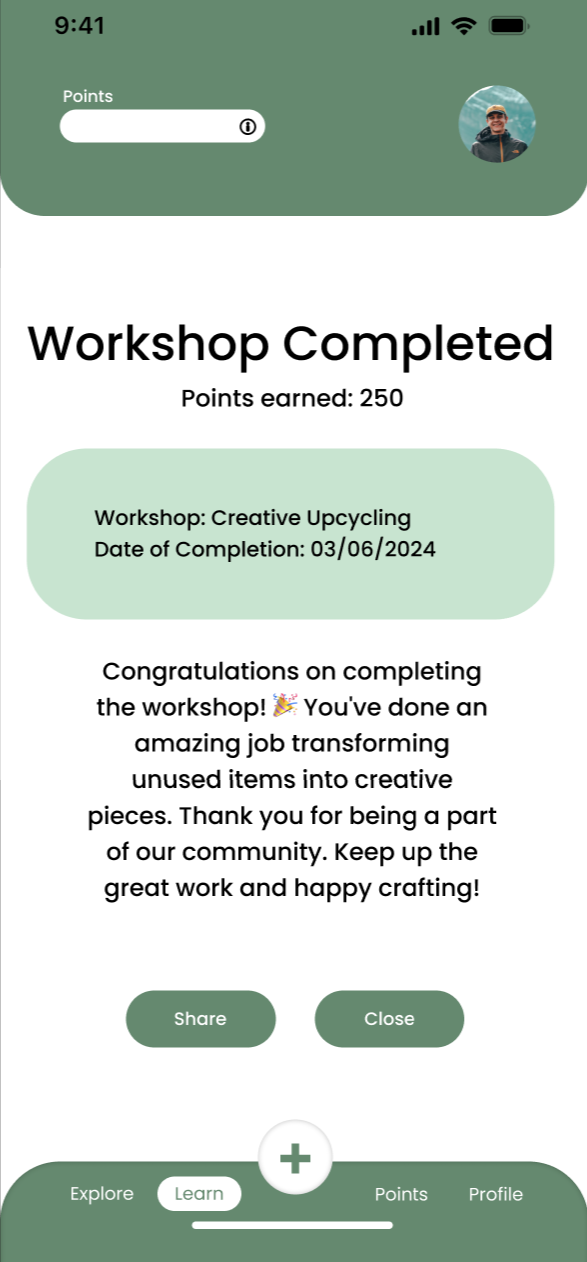 9:41
Points
Workshop Completed
Points earned: 250
Workshop: Creative Upcycling
Date of Completion: 03/06/2024
Congratulations on completing
the workshop! 🎉 You've done an
amazing job transforming
unused items into creative
pieces. Thank you for being a part
of our community. Keep up the
great work and happy crafting!
Share
Close
Explore
Learn
Points
Profile